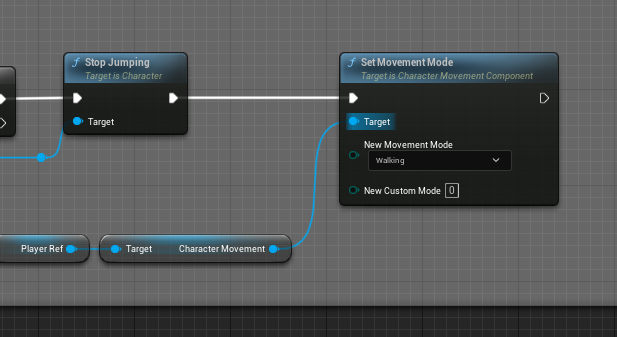 Stop Jumping
Target is Character
Target
Set Movement Mode
Target is Character Movement Component
Target
New Movement Mode
Walking
New Custom Mode 0
Player Ref
Target Character Movement